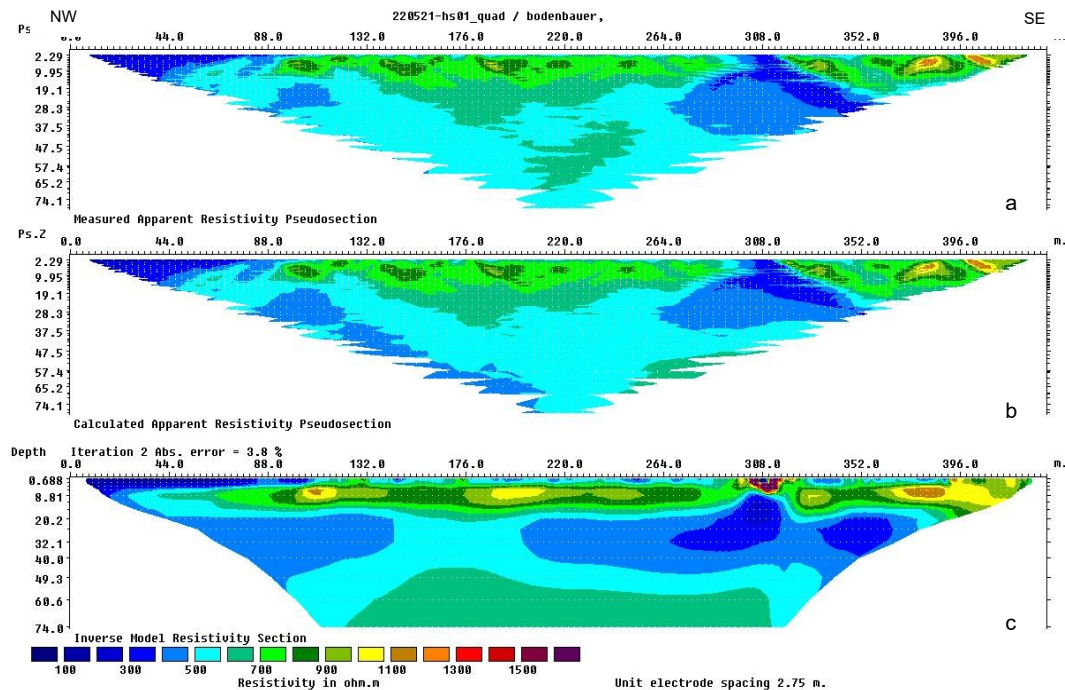 NW
220521-hs01_quad / bodenbauer,
SE
0.0 44.0 88.0 132.0 176.0 220.0 264.0 308.0 352.0 396.0
2.29
9.95
19.1
28.3
37.5
47.5
57.4
65.2
74.1
a
Measured Apparent Resistivity Pseudosection
Ps.Z
0.0 44.0 88.0 132.0 176.0 220.0 264.0 308.0 352.0 396.0 m.
2.29
9.95
19.1
28.3
37.5
47.5
57.4
65.2
74.1
b
Calculated Apparent Resistivity Pseudosection
Depth Iteration 2 Abs. error = 3.8 %
0.0 44.0 88.0 132.0 176.0 220.0 264.0 308.0 352.0 396.0 m.
0.688
8.81
20.2
32.1
40.0
49.3
60.6
74.0
c
Inverse Model Resistivity Section
100 300 500 700 900 1100 1300 1500
Resistivity in ohm.m
Unit electrode spacing 2.75 m.